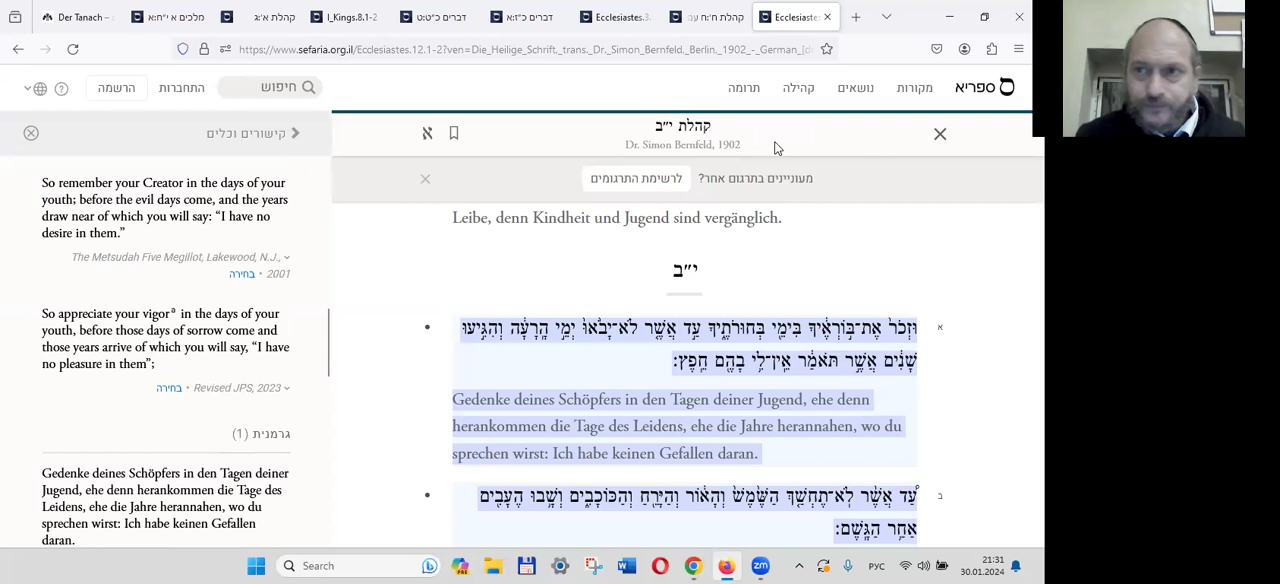 Der Tanach –
מלכים א י״ח:א
קהלת א׳:ג
I_Kings.8.1-2
דברים כ״ט:ט
דברים כ״ז:א
Ecclesiastes.3.
קהלת ח׳:ח עם
Ecclesiastes
https://www.sefaria.org.il/Ecclesiastes.12.1-2?ven=Die_Heilige_Schrift,_trans._Dr._Simon_Bernfeld,_Berlin,_1902_-_German_[de
ספריא
מקורות
נושאים
קהילה
תרומה
חיפוש
התחברות
הרשמה
קהלת י״ב
Dr. Simon Bernfeld, 1902
מעוניינים בתרגום אחר?
לרשימת התרגומים
Leibe, denn Kindheit und Jugend sind vergänglich.
י״ב
א
וּזְכֹר֙ אֶת־בּ֣וֹרְאֶ֔יךָ בִּימֵ֖י בְּחוּרֹתֶ֑יךָ עַ֣ד אֲשֶׁ֤ר לֹא־יָבֹ֙אוּ֙ יְמֵ֣י הָֽרָעָ֔ה וְהִגִּ֣יעוּ
שָׁנִ֔ים אֲשֶׁ֣ר תֹּאמַ֔ר אֵֽין־לִ֥י בָהֶ֖ם חֵֽפֶץ׃
Gedenke deines Schöpfers in den Tagen deiner Jugend, ehe denn
herankommen die Tage des Leidens, ehe die Jahre herannahen, wo du
sprechen wirst: Ich habe keinen Gefallen daran.
ב
עַ֠ד אֲשֶׁ֨ר לֹֽא־תֶחְשַׁ֤ךְ הַשֶּׁ֙מֶשׁ֙ וְהָא֔וֹר וְהַיָּרֵ֖חַ וְהַכּוֹכָבִ֑ים וְשָׁ֥בוּ הֶעָבִ֖ים
אַחַ֥ר הַגָּֽשֶׁם׃
קישורים וכלים
So remember your Creator in the days of your
youth; before the evil days come, and the years
draw near of which you will say: “I have no
desire in them.”
The Metsudah Five Megillot, Lakewood, N.J.,
2001 • בחירה
So appreciate your vigorᵃ in the days of your
youth, before those days of sorrow come and
those years arrive of which you will say, “I have
no pleasure in them”;
Revised JPS, 2023 • בחירה
גרמנית (1)
Gedenke deines Schöpfers in den Tagen deiner
Jugend, ehe denn herankommen die Tage des
Leidens, ehe die Jahre herannahen, wo du
sprechen wirst: Ich habe keinen Gefallen
daran.
Search
РУС
21:31
30.01.2024